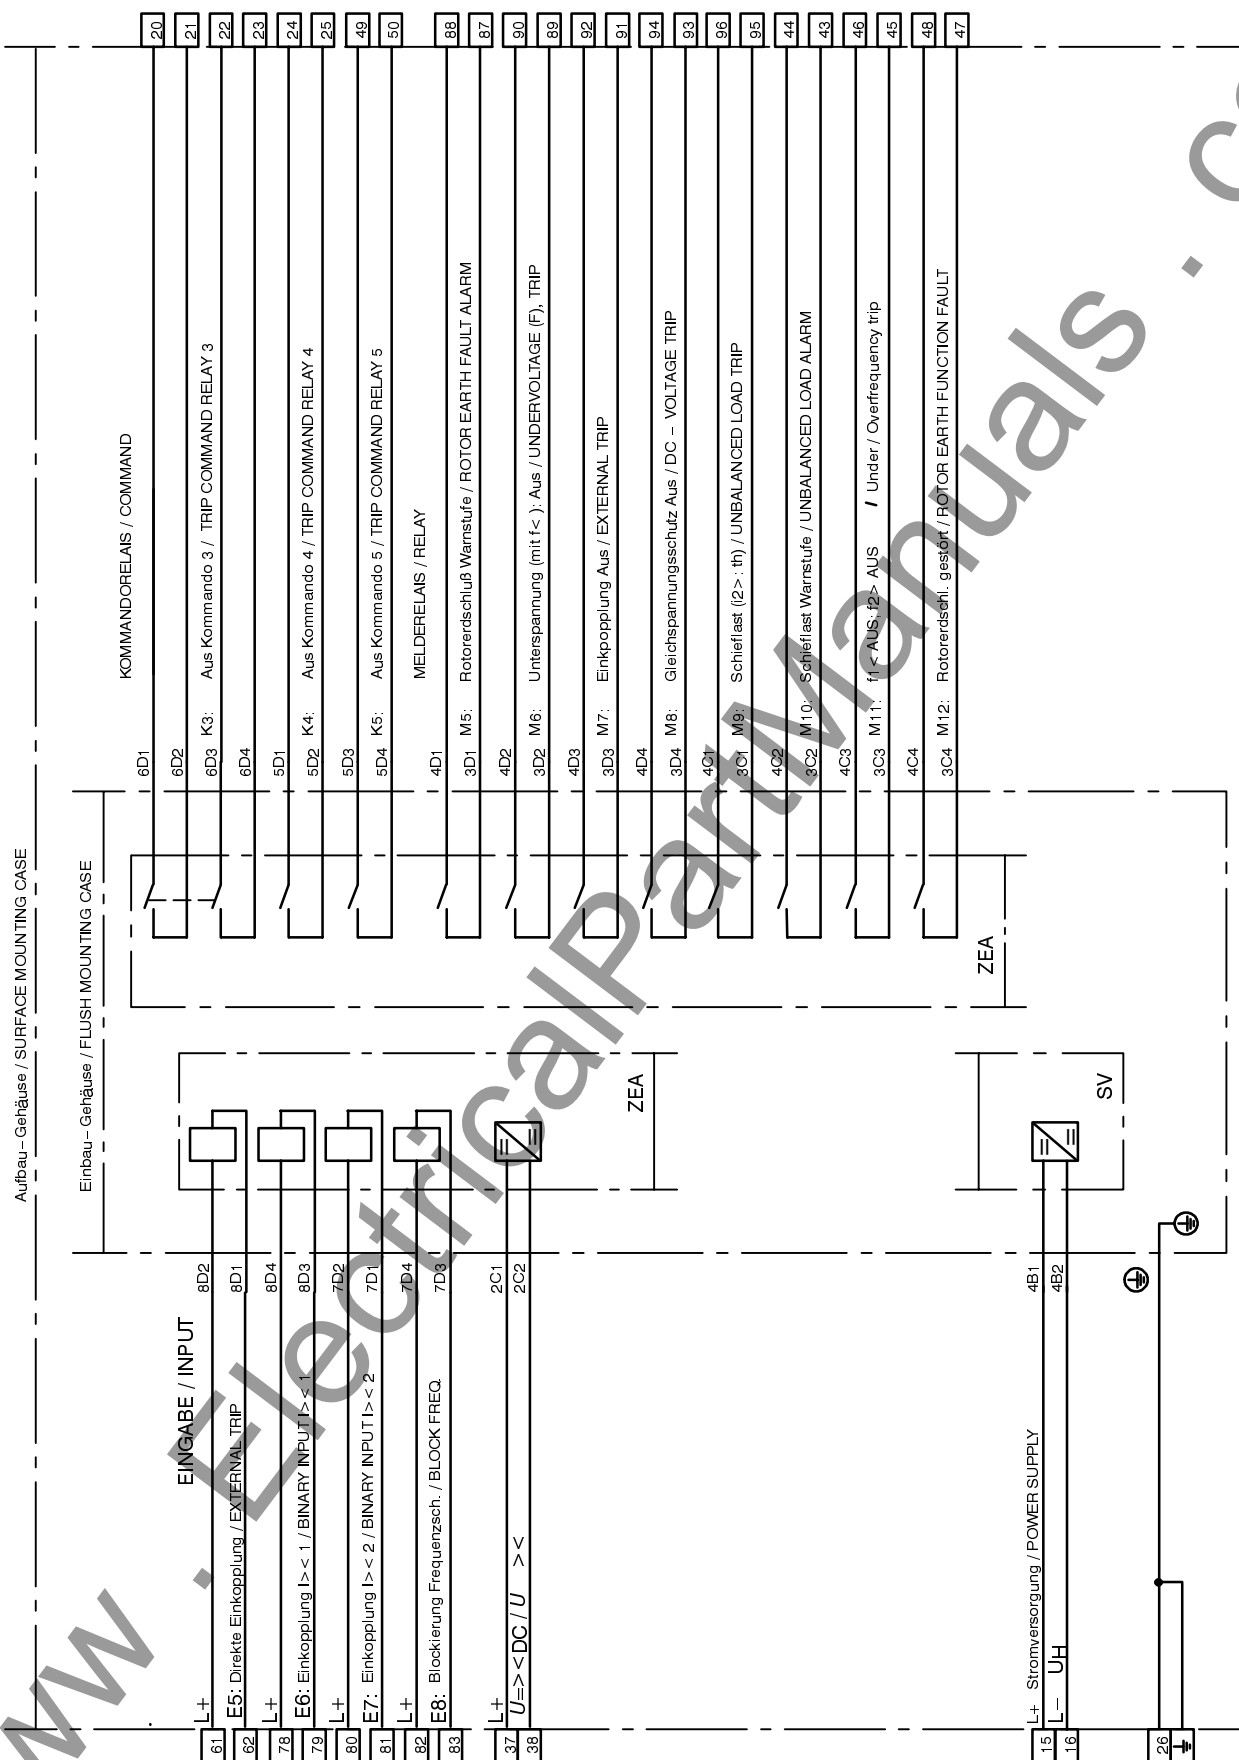 Aufbau–Gehäuse / SURFACE MOUNTING CASE
Einbau–Gehäuse / FLUSH MOUNTING CASE
EINGABE / INPUT
61 L+ 8D2
E5: Direkte Einkopplung / EXTERNAL TRIP
62 8D1
78 L+ 8D4
E6: Einkopplung I>< 1 / BINARY INPUT I>< 1
79 8D3
80 L+ 7D2
E7: Einkopplung I>< 2 / BINARY INPUT I>< 2
81 7D1
82 L+ 7D4
E8: Blockierung Frequenzsch. / BLOCK FREQ.
83 7D3
37 L+ 2C1
U=><DC / U ><
38 2C2
ZEA
15 L+ Stromversorgung / POWER SUPPLY 4B1
16 L– UH 4B2
SV
26
KOMMANDORELAIS / COMMAND
6D1 20
6D2 21
K3: Aus Kommando 3 / TRIP COMMAND RELAY 3
6D3 22
6D4 23
5D1 24
K4: Aus Kommando 4 / TRIP COMMAND RELAY 4
5D2 25
5D3 49
K5: Aus Kommando 5 / TRIP COMMAND RELAY 5
5D4 50
MELDERELAIS / RELAY
4D1 88
M5: Rotorerdschluß Warnstufe / ROTOR EARTH FAULT ALARM
3D1 87
4D2 90
M6: Unterspannung (mit f< ): Aus / UNDERVOLTAGE (F), TRIP
3D2 89
4D3 92
M7: Einkpopplung Aus / EXTERNAL TRIP
3D3 91
4D4 94
M8: Gleichspannungsschutz Aus / DC – VOLTAGE TRIP
3D4 93
4C1 96
M9: Schieflast (i2> : th) / UNBALANCED LOAD TRIP
3C1 95
4C2 44
M10: Schieflast Warnstufe / UNBALANCED LOAD ALARM
3C2 43
4C3 46
M11: f1 < AUS; f2> AUS / Under / Overfrequency trip
3C3 45
4C4 48
M12: Rotorerdschl. gestört / ROTOR EARTH FUNCTION FAULT
3C4 47
ZEA
ww . ElectricalPartManuals . c